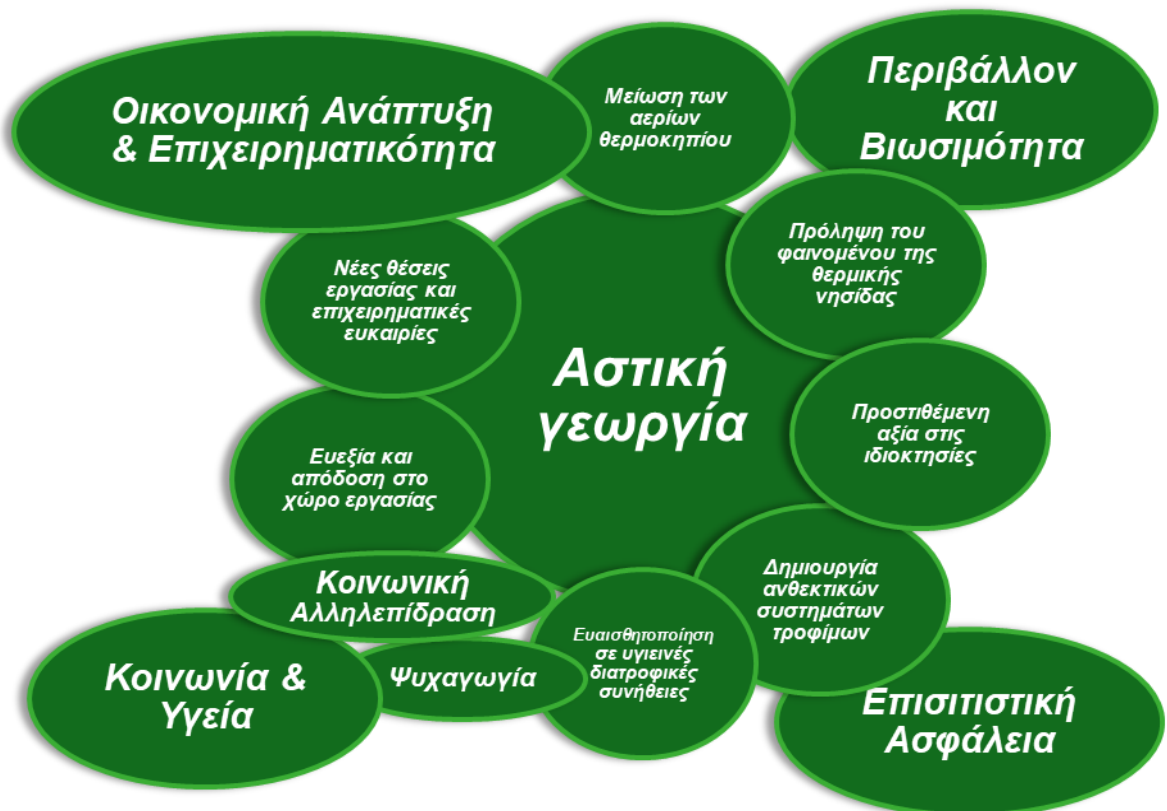 Οικονομική Ανάπτυξη
& Επιχειρηματικότητα
Μείωση των
αερίων
θερμοκηπίου
Περιβάλλον
και
Βιωσιμότητα
Πρόληψη του
φαινομένου της
θερμικής
νησίδας
Νέες θέσεις
εργασίας και
επιχειρηματικές
ευκαιρίες
Αστική
γεωργία
Προστιθέμενη
αξία στις
ιδιοκτησίες
Ευεξία και
απόδοση στο
χώρο εργασίας
Δημιουργία
ανθεκτικών
συστημάτων
τροφίμων
Κοινωνική
Αλληλεπίδραση
Ευαισθητοποίηση
σε υγιεινές
διατροφικές
συνήθειες
Ψυχαγωγία
Κοινωνία &
Υγεία
Επισιτιστική
Ασφάλεια